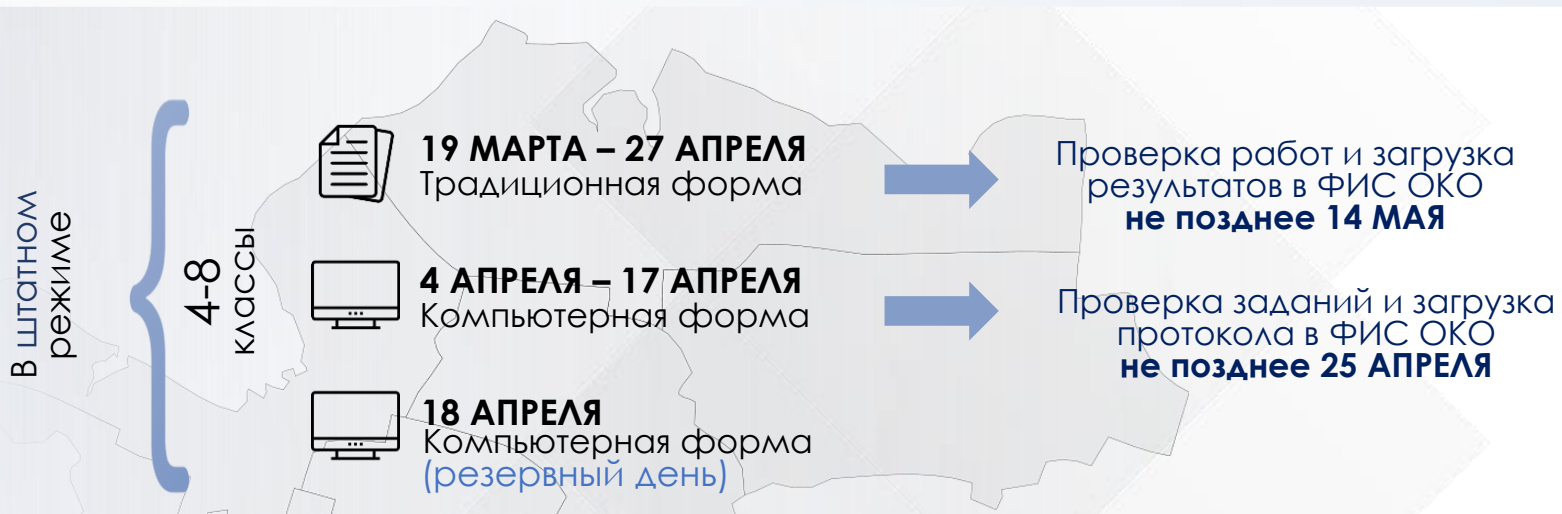 В штатном
режиме
4-8
классы
19 МАРТА – 27 АПРЕЛЯ
Традиционная форма
Проверка работ и загрузка
результатов в ФИС ОКО
не позднее 14 МАЯ
4 АПРЕЛЯ – 17 АПРЕЛЯ
Компьютерная форма
Проверка заданий и загрузка
протокола в ФИС ОКО
не позднее 25 АПРЕЛЯ
18 АПРЕЛЯ
Компьютерная форма
(резервный день)